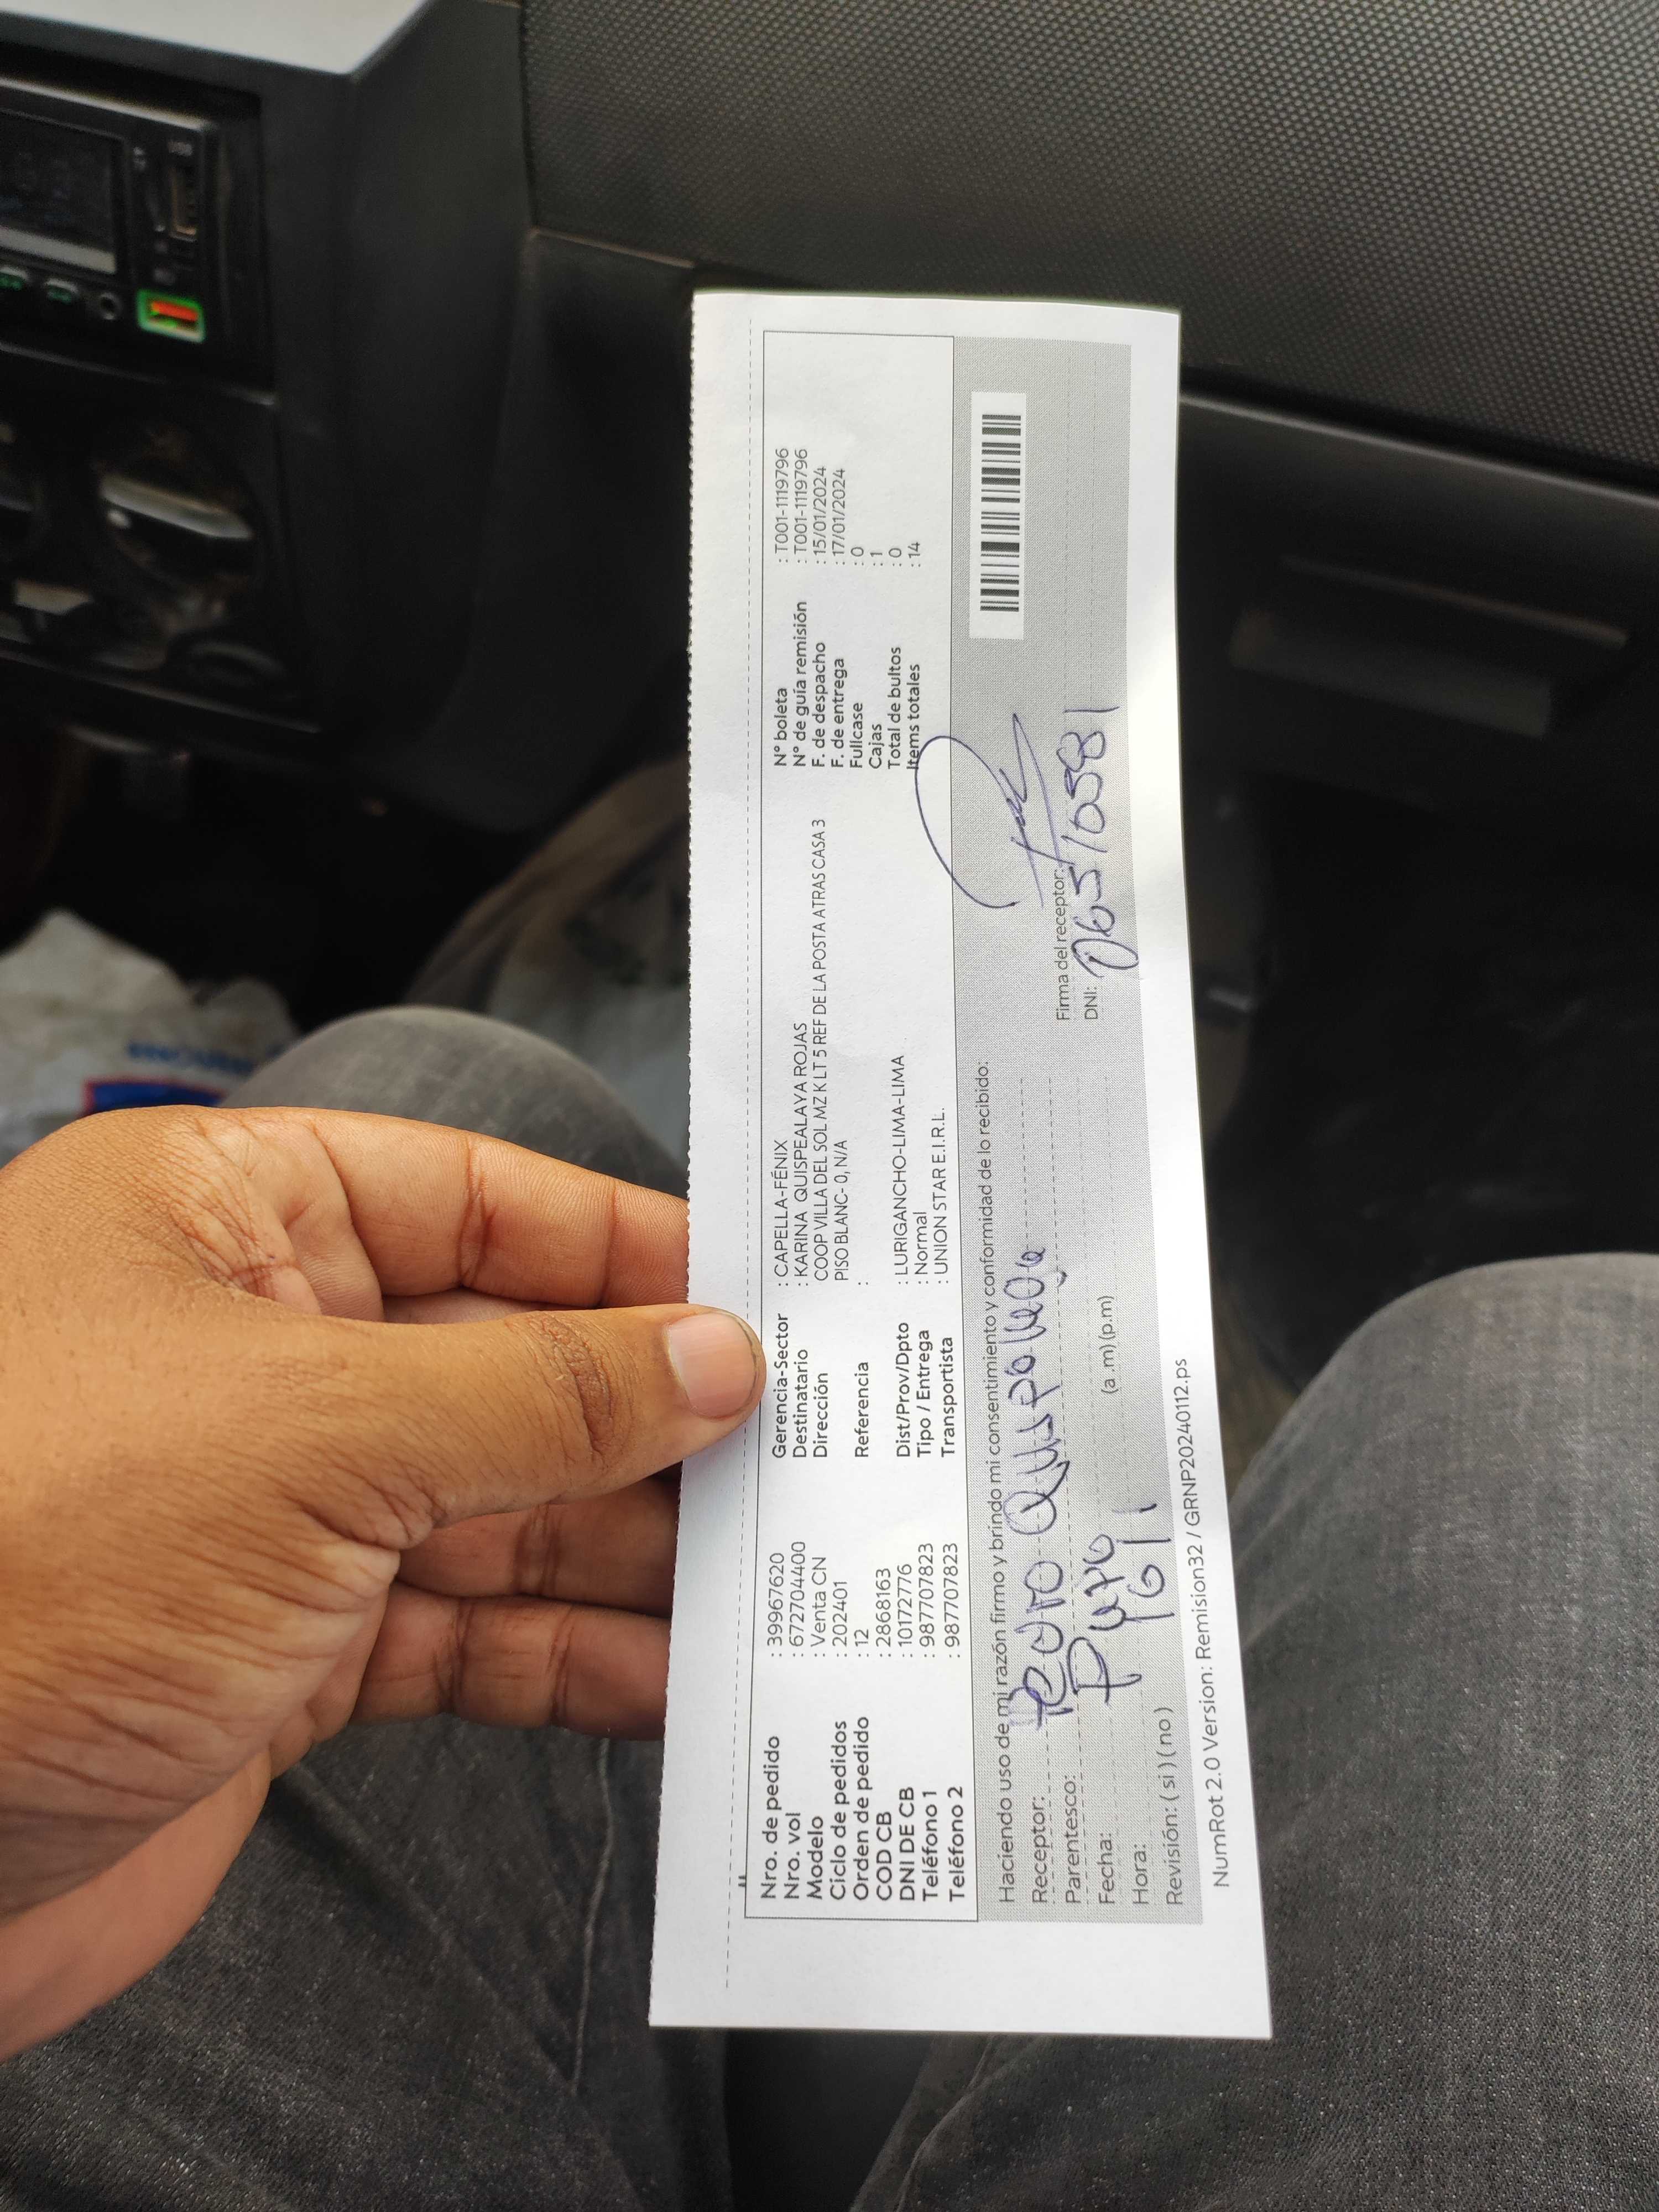 Nro. de pedido : 39967620
Nro. vol : 672704400
Modelo : Venta CN
Ciclo de pedidos : 202401
Orden de pedido : 12
COD CB : 2868163
DNI DE CB : 10172776
Teléfono 1 : 987707823
Teléfono 2 : 987707823
Gerencia-Sector : CAPELLA-FÉNIX
Destinatario : KARINA QUISPEALAYA ROJAS
Dirección COOP VILLA DEL SOL MZ K LT 5 REF DE LA POSTA ATRAS CASA 3
PISO BLANC- 0, N/A
Referencia :
Dist/Prov/Dpto : LURIGANCHO-LIMA-LIMA
Tipo / Entrega : Normal
Transportista : UNION STAR E.I.R.L.
N° boleta : T001-1119796
N° de guía remisión : T001-1119796
F. de despacho : 15/01/2024
F. de entrega : 17/01/2024
Fullcase : 0
Cajas : 1
Total de bultos : 0
Items totales : 14
Haciendo uso de mi razón firmo y brindo mi consentimiento y conformidad de lo recibido:
Receptor:
Parentesco:
Fecha: 16/1
Hora: (a .m) (p.m)
Revisión: ( si ) ( no )
Firma del receptor:
DNI:
NumRot 2.0 Version: Remision32 / GRNP20240112.ps
USB